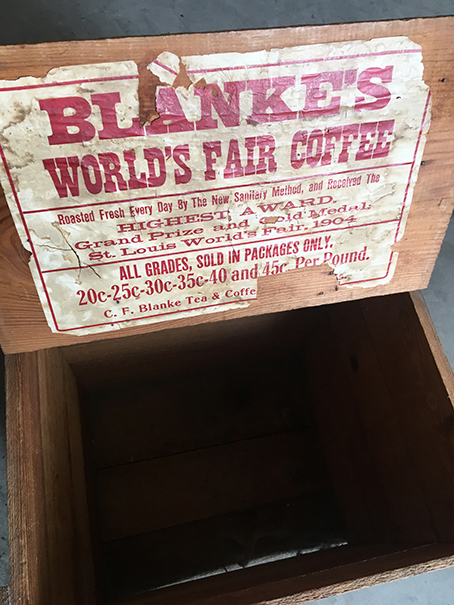 BLANKE'S
WORLD'S FAIR COFFEE
Roasted Fresh Every Day By The New Sanitary Method, and Received The
HIGHEST AWARD.
Grand Prize and Gold Medal,
St. Louis World's Fair, 1904
ALL GRADES, SOLD IN PACKAGES ONLY.
20c-25c-30c-35c-40 and 45c. Per Pound.
C. F. Blanke Tea & Coffe